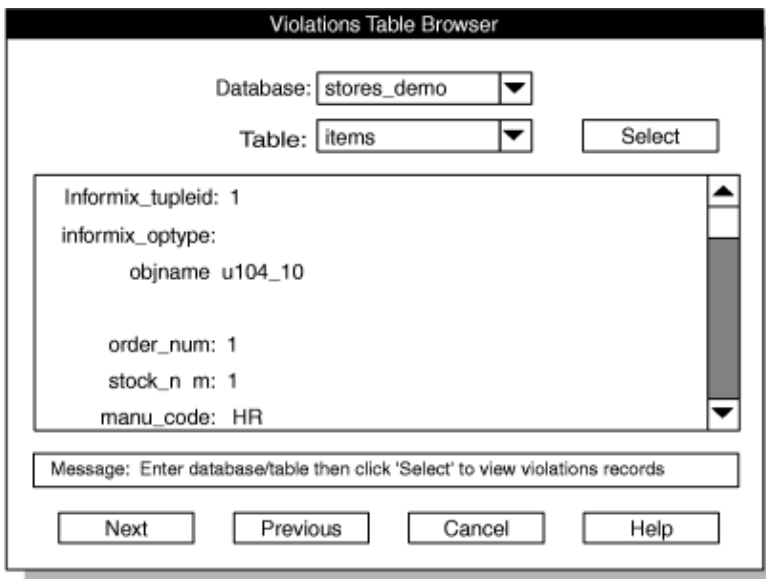 Violations Table Browser
Database: stores_demo
Table: items Select
Informix_tupleid: 1
informix_optype:
objname u104_10
order_num: 1
stock_n m: 1
manu_code: HR
Message: Enter database/table then click 'Select' to view violations records
Next Previous Cancel Help